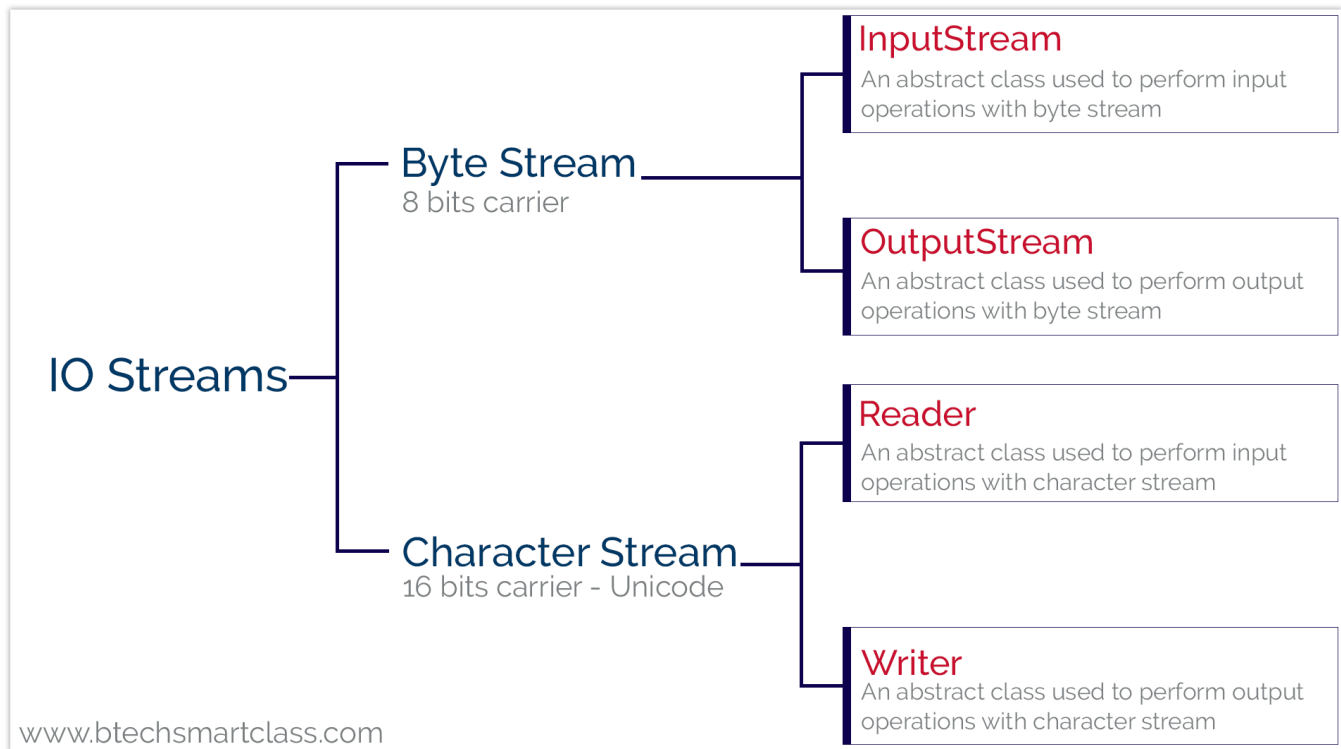 IO Streams
Byte Stream
8 bits carrier
InputStream
An abstract class used to perform input
operations with byte stream
OutputStream
An abstract class used to perform output
operations with byte stream
Character Stream
16 bits carrier - Unicode
Reader
An abstract class used to perform input
operations with character stream
Writer
An abstract class used to perform output
operations with character stream
www.btechsmartclass.com